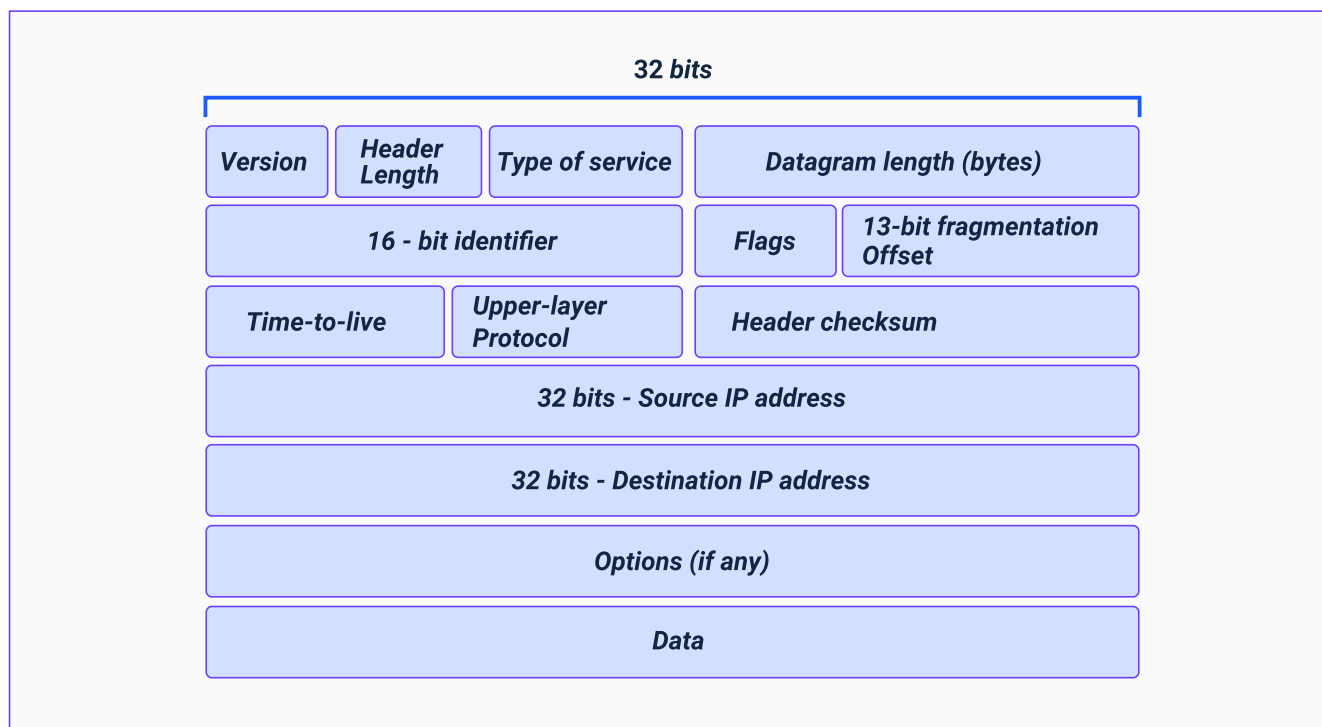 32 bits
Version
Header
Length
Type of service
Datagram length (bytes)
16 - bit identifier
Flags
13-bit fragmentation
Offset
Time-to-live
Upper-layer
Protocol
Header checksum
32 bits - Source IP address
32 bits - Destination IP address
Options (if any)
Data